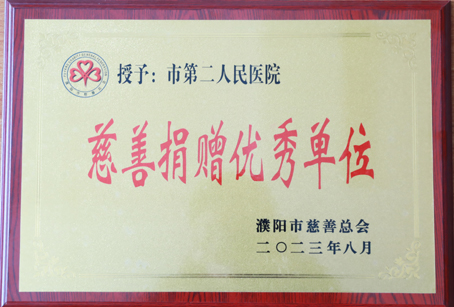 授予：市第二人民医院
慈善捐赠优秀单位
濮阳市慈善总会
二〇二三年八月